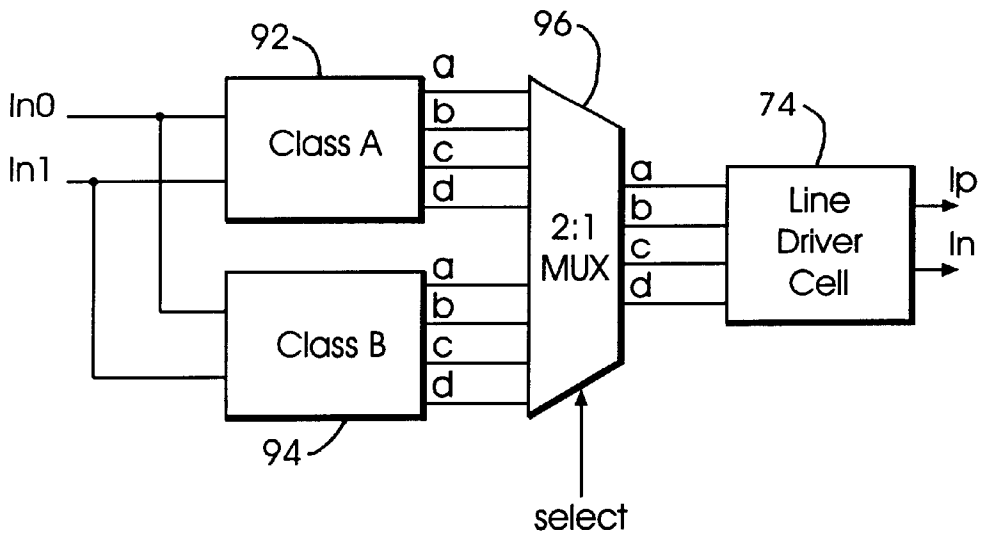 92
96
74
In0
In1
Class A
a
b
c
d
Class B
a
b
c
d
94
2:1
MUX
a
b
c
d
Line
Driver
Cell
Ip
In
select